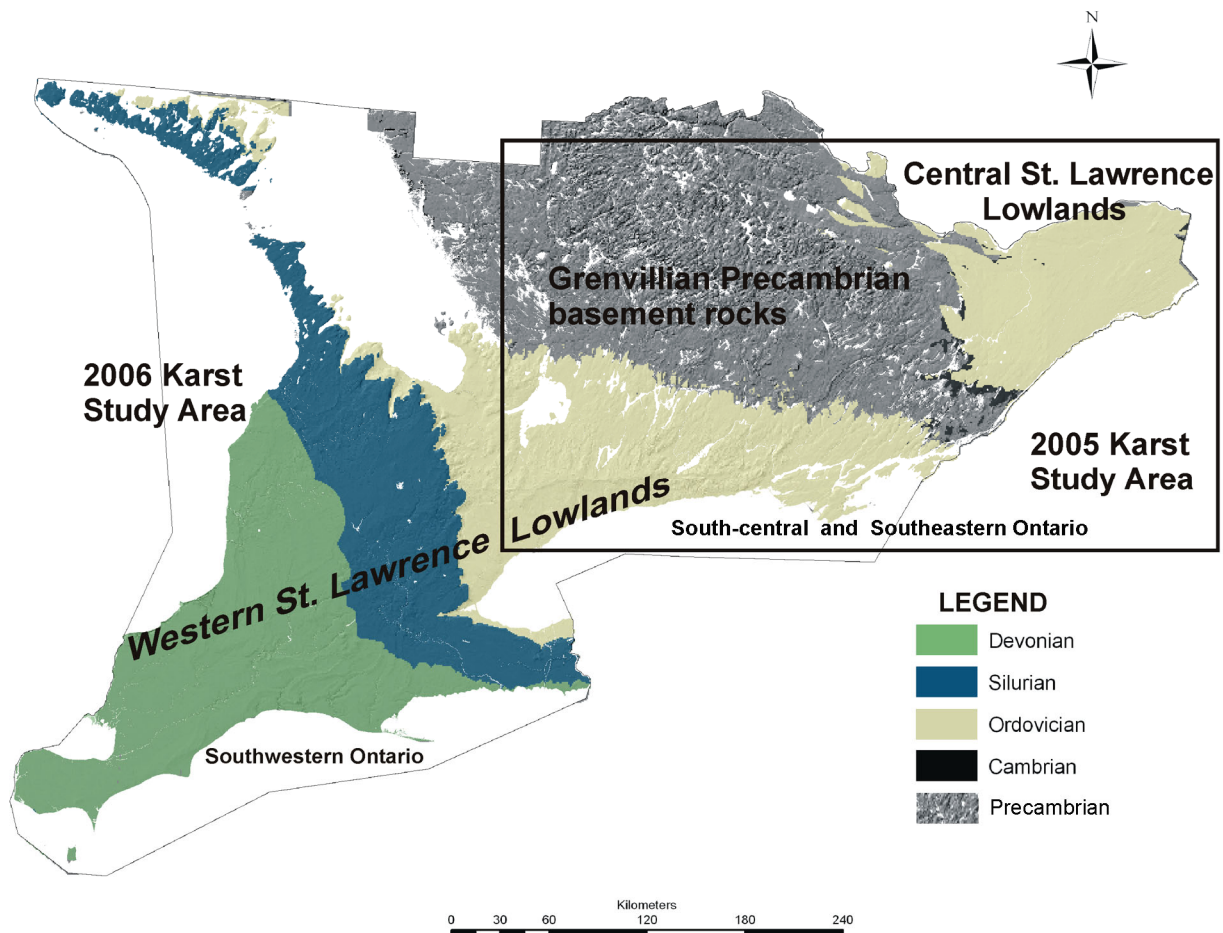 N
Central St. Lawrence
Lowlands
Grenvillian Precambrian
basement rocks
2006 Karst
Study Area
2005 Karst
Study Area
Western St. Lawrence Lowlands
South-central and Southeastern Ontario
Southwestern Ontario
LEGEND
Devonian
Silurian
Ordovician
Cambrian
Precambrian
Kilometers
0 30 60 120 180 240